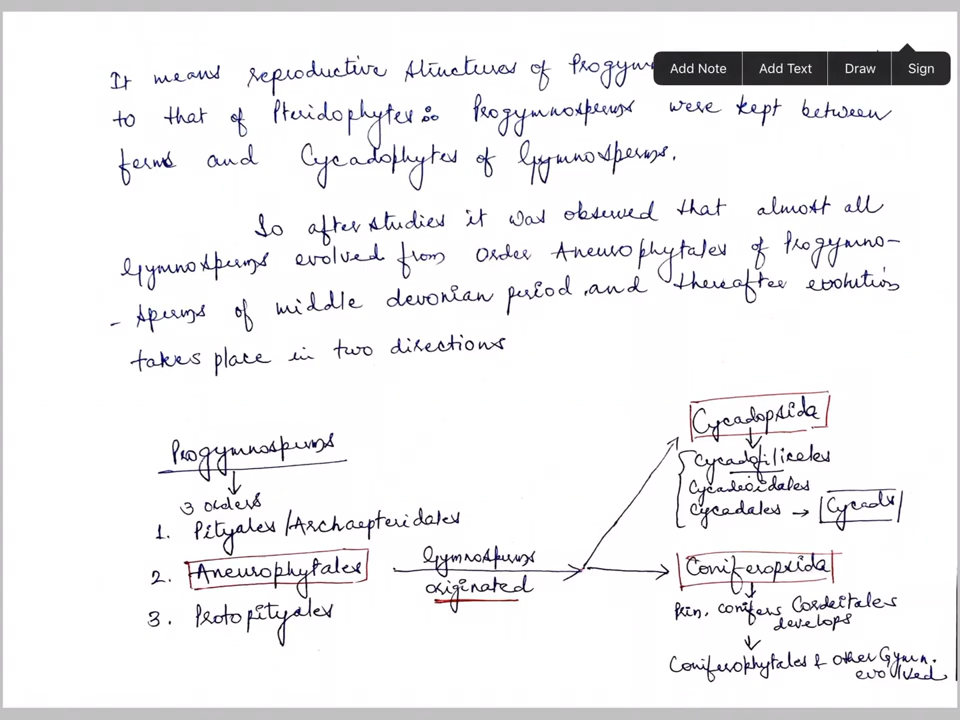 It means reproductive structures of Progym
Add Note Add Text Draw Sign
to that of Pteridophytes ∴ Progymnosperms were kept between
ferns and Cycadophytes of Gymnosperms.
So after studies it was observed that almost all
Gymnosperms evolved from order Aneurophytales of Progymno-
- sperms of middle devonian period, and thereafter evolution
takes place in two directions
Progymnosperms
3 orders
1. Pityales/Archaepteridales
2. Aneurophytales
3. Protopityales
Gymnosperms
originated
Cycadopsida
Cycadofilicales
Cycadeoidales
Cycadales → Cycads
Coniferopsida
Prim. conifers Cordeitales
develops
Coniferophytales & other Gymn.
evolved